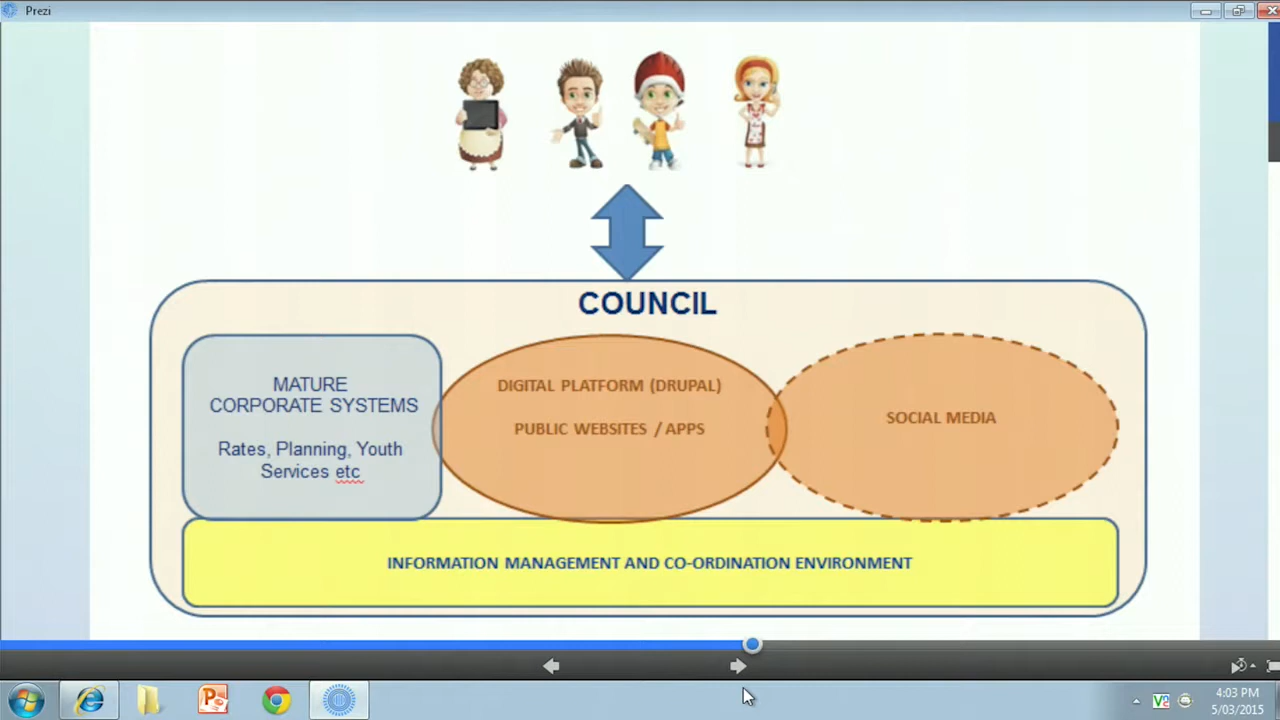 Prezi
COUNCIL
MATURE
CORPORATE SYSTEMS
Rates, Planning, Youth
Services etc
DIGITAL PLATFORM (DRUPAL)
PUBLIC WEBSITES / APPS
SOCIAL MEDIA
INFORMATION MANAGEMENT AND CO-ORDINATION ENVIRONMENT
4:03 PM
5/03/2015